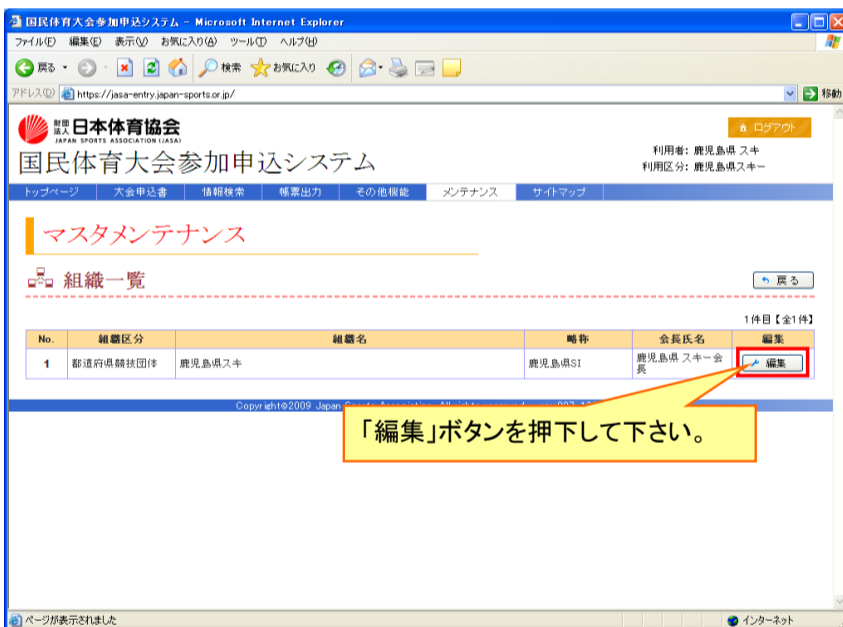 国民体育大会参加申込システム - Microsoft Internet Explorer
ファイル(F) 編集(E) 表示(V) お気に入り(A) ツール(T) ヘルプ(H)
戻る 検索 お気に入り
アドレス(D) https://jasa-entry.japan-sports.or.jp/ 移動
財団法人 日本体育協会
JAPAN SPORTS ASSOCIATION (JASA)
ログアウト
国民体育大会参加申込システム
利用者: 鹿児島県 スキ
利用区分: 鹿児島県スキー
トップページ 大会申込書 情報検索 帳票出力 その他機能 メンテナンス サイトマップ
マスタメンテナンス
組織一覧 戻る
1件目【全1件】
No. 組織区分 組織名 略称 会長氏名 編集
1 都道府県競技団体 鹿児島県スキ 鹿児島県SI 鹿児島県 スキー会長 編集
Copyright©2009 Japan
「編集」ボタンを押下して下さい。
ページが表示されました インターネット